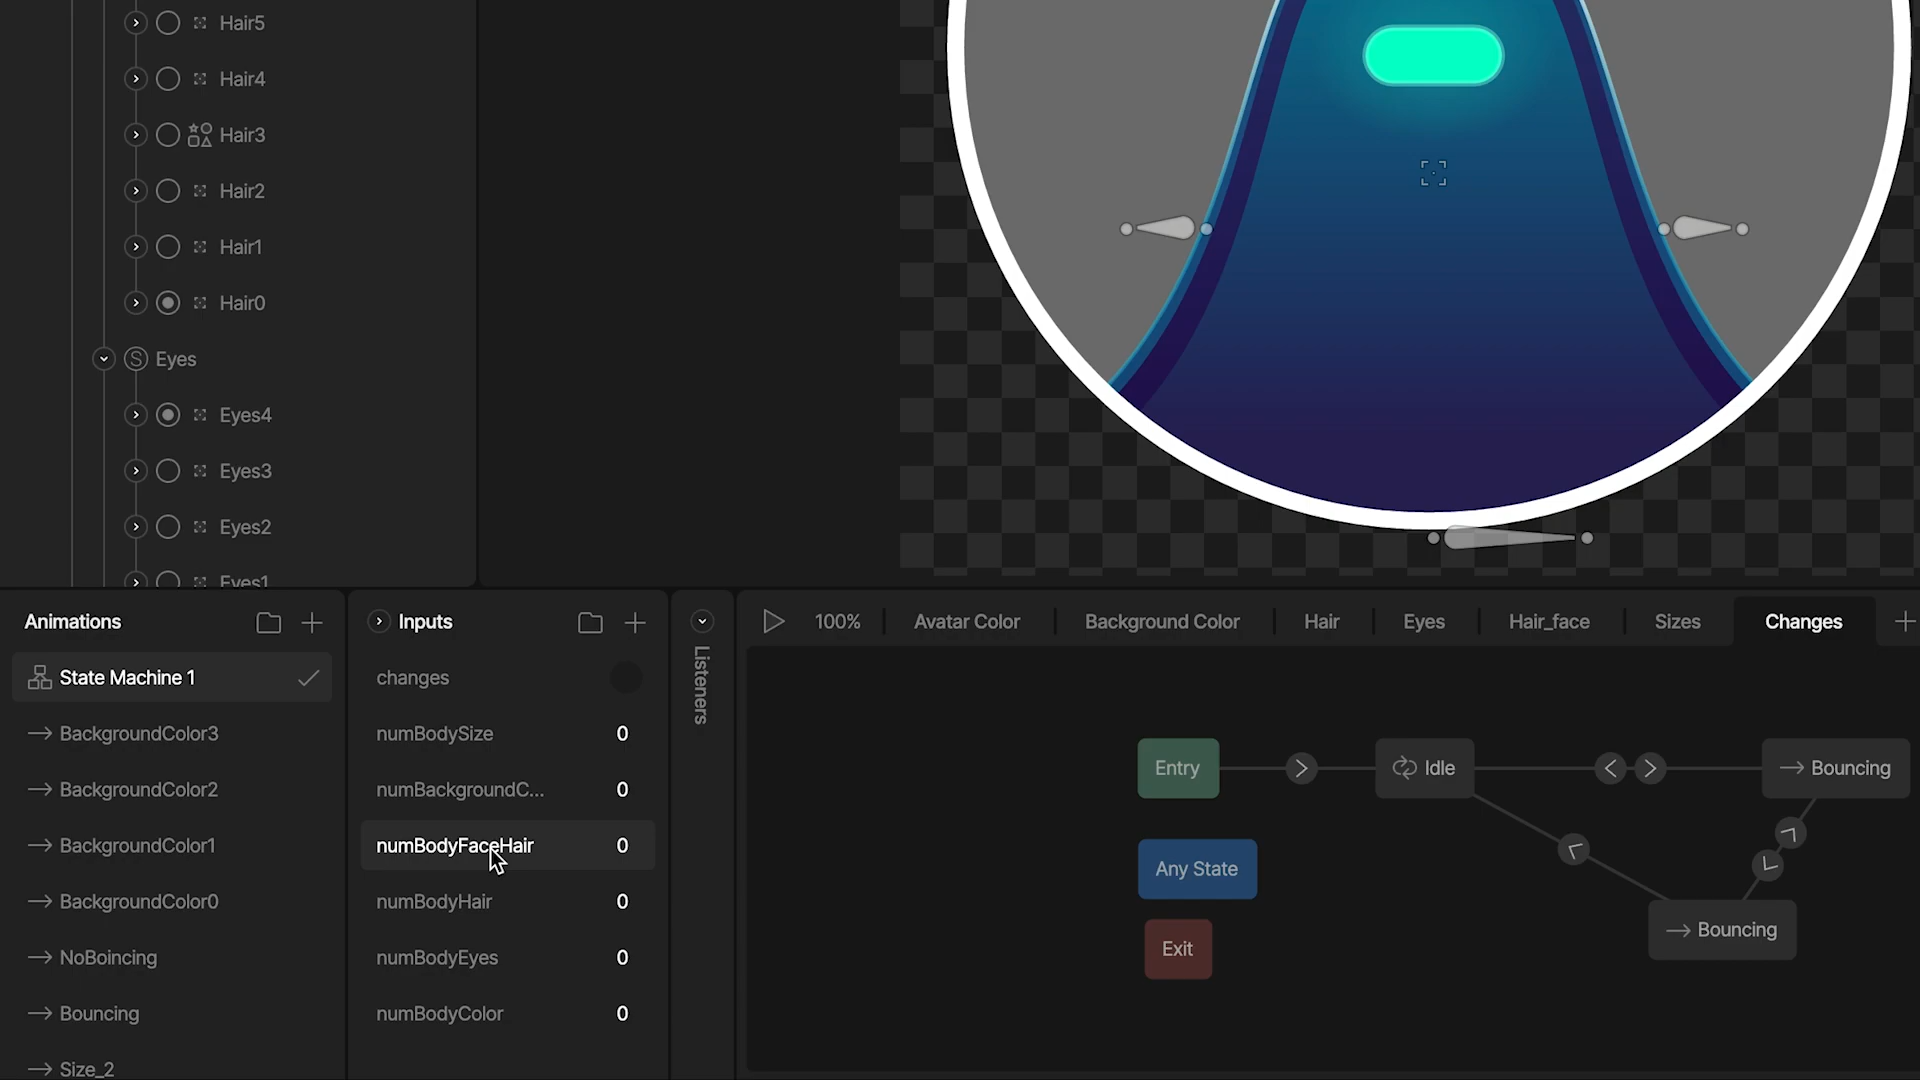 Hair5
Hair4
Hair3
Hair2
Hair1
Hair0
S Eyes
Eyes4
Eyes3
Eyes2
Eyes1
Animations
State Machine 1
BackgroundColor3
BackgroundColor2
BackgroundColor1
BackgroundColor0
NoBoincing
Bouncing
Size_2
Inputs
changes
numBodySize 0
numBackgroundC... 0
numBodyFaceHair 0
numBodyHair 0
numBodyEyes 0
numBodyColor 0
Listeners
100% Avatar Color Background Color Hair Eyes Hair_face Sizes Changes
Entry Idle Bouncing
Any State
Bouncing
Exit